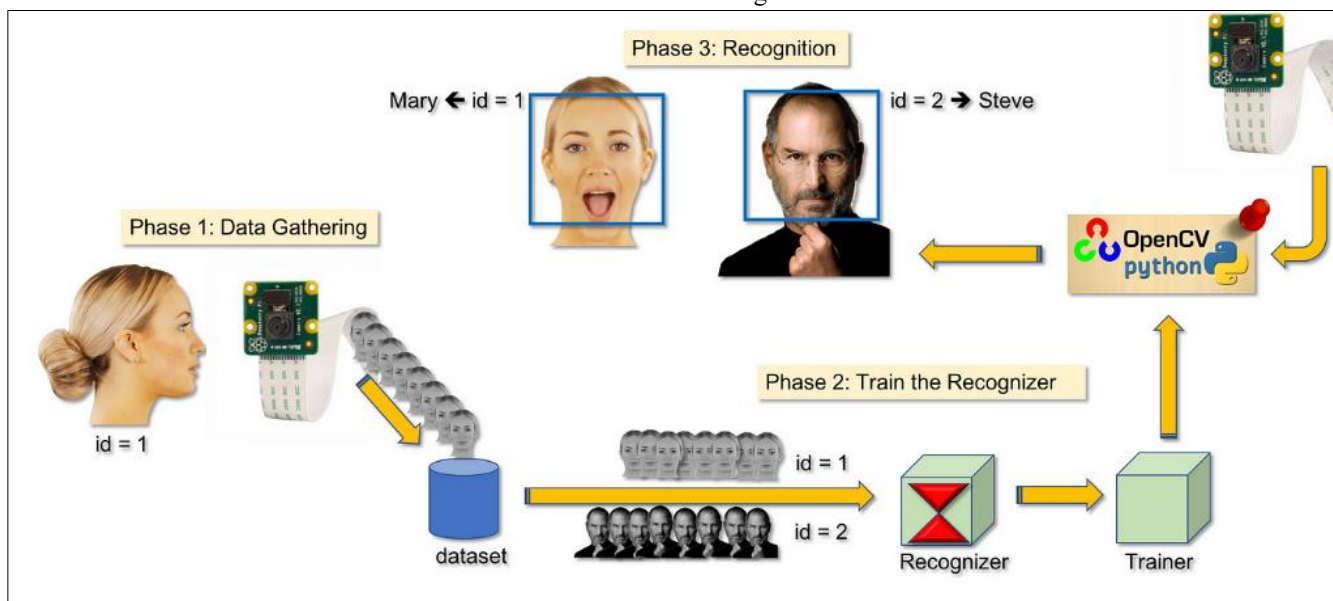 Phase 3: Recognition
Mary ← id = 1
id = 2 → Steve
Phase 1: Data Gathering
OpenCV
python
id = 1
Phase 2: Train the Recognizer
id = 1
id = 2
dataset
Recognizer
Trainer